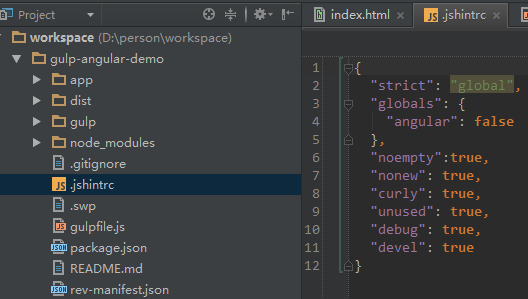 Project
workspace (D:\person\workspace)
gulp-angular-demo
app
dist
gulp
node_modules
.gitignore
.jshintrc
.swp
gulpfile.js
package.json
README.md
rev-manifest.json
index.html
.jshintrc
1 {
2 "strict": "global",
3 "globals": {
4 "angular": false
5 },
6 "noempty":true,
7 "nonew": true,
8 "curly": true,
9 "unused": true,
10 "debug": true,
11 "devel": true
12 }